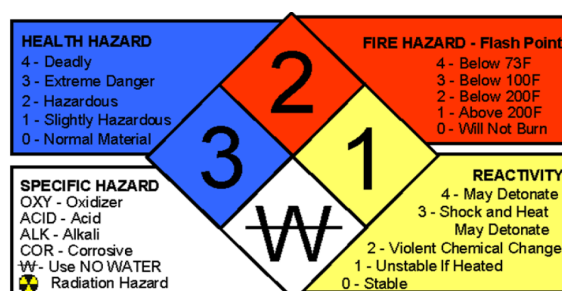 HEALTH HAZARD
4 - Deadly
3 - Extreme Danger
2 - Hazardous
1 - Slightly Hazardous
0 - Normal Material
FIRE HAZARD - Flash Point
4 - Below 73F
3 - Below 100F
2 - Below 200F
1 - Above 200F
0 - Will Not Burn
2
3
1
W
SPECIFIC HAZARD
OXY - Oxidizer
ACID - Acid
ALK - Alkali
COR - Corrosive
W - Use NO WATER
Radiation Hazard
REACTIVITY
4 - May Detonate
3 - Shock and Heat
May Detonate
2 - Violent Chemical Change
1 - Unstable If Heated
0 - Stable